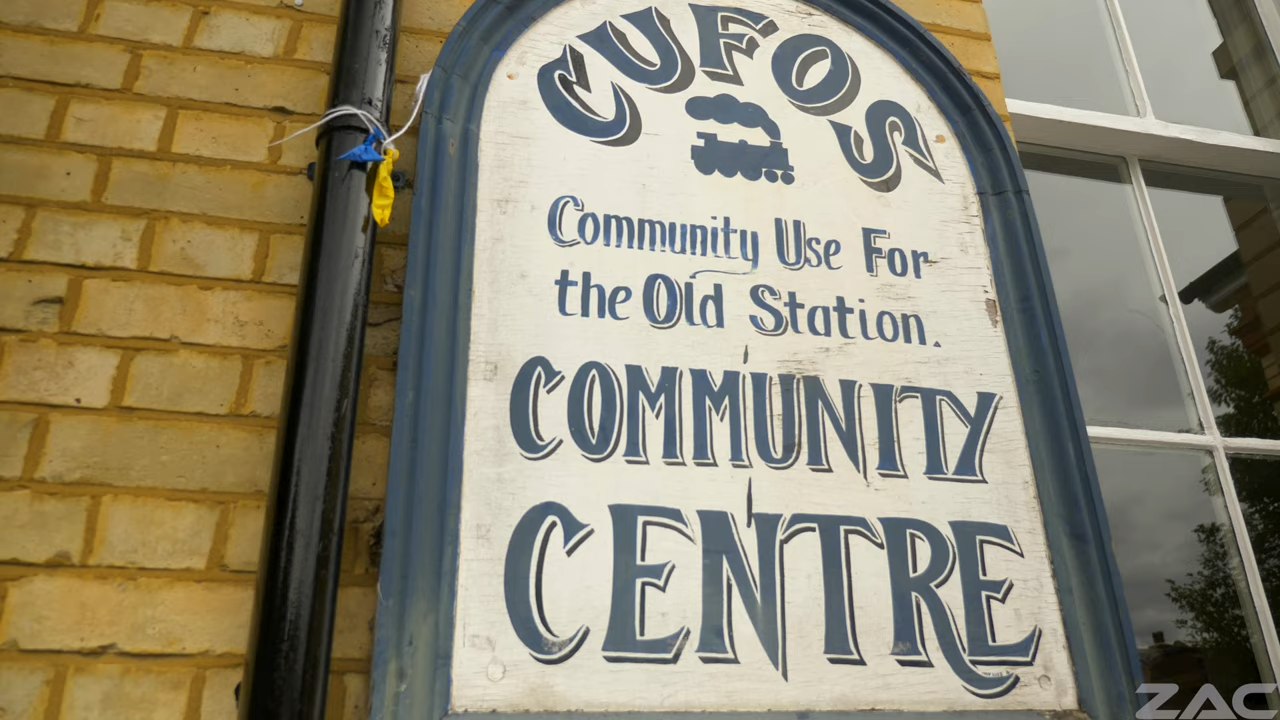 CUFOS
Community Use For
the Old Station.
COMMUNITY
CENTRE
ZAC